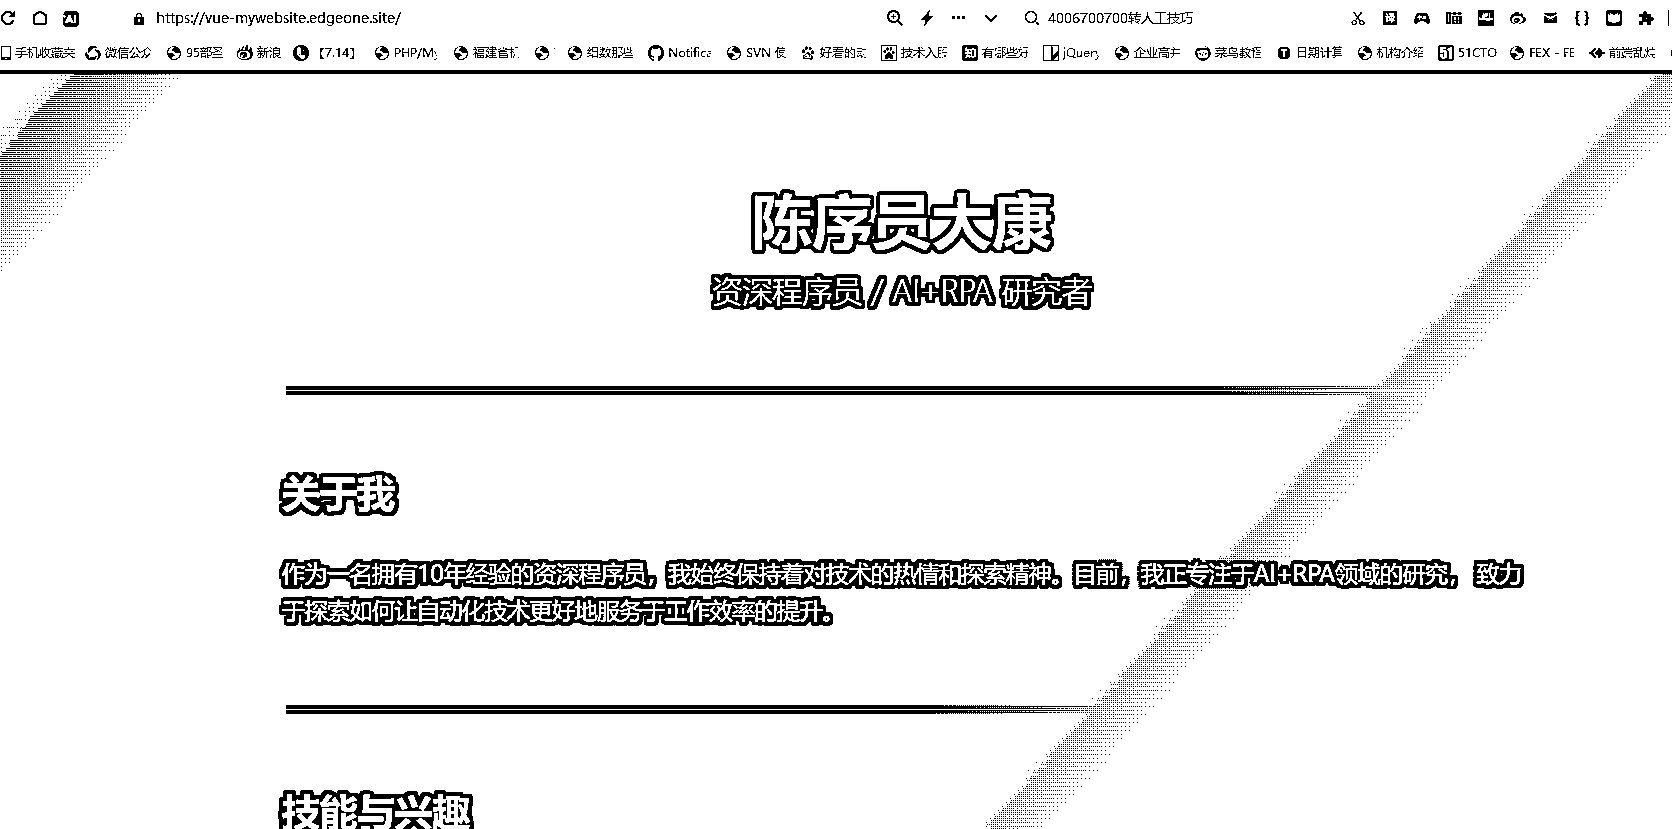 https://vue-mywebsite.edgeone.site/
4006700700转人工技巧
手机收藏夹 微信公众 95部署 新浪 【7.14】 PHP/My 福建省机 细数那些 Notifica SVN 使 好看的动 技术入股 有哪些好 jQuery 企业高并 菜鸟教程 日期计算 机构介绍 51CTO FEX - FE 前端乱炖
陈序员大康
资深程序员 / AI+RPA 研究者
关于我
作为一名拥有10年经验的资深程序员，我始终保持着对技术的热情和探索精神。目前，我正专注于AI+RPA领域的研究， 致力
于探索如何让自动化技术更好地服务于工作效率的提升。
技能与兴趣